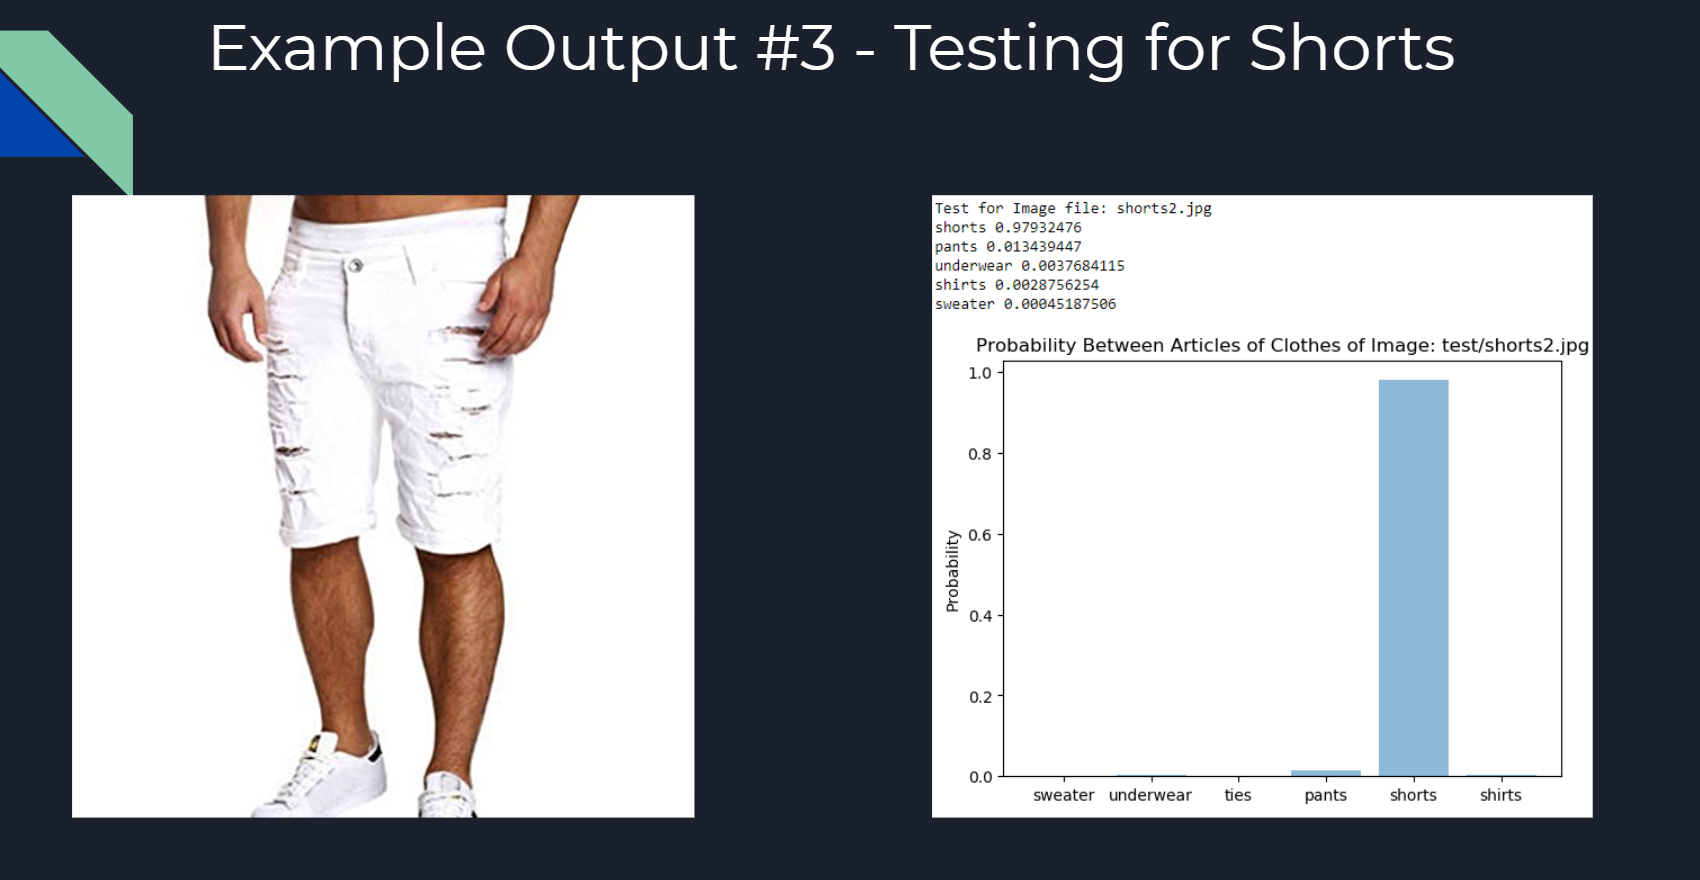 Example Output #3 - Testing for Shorts
Test for Image file: shorts2.jpg
shorts 0.97932476
pants 0.013439447
underwear 0.0037684115
shirts 0.0028756254
sweater 0.00045187506
Probability Between Articles of Clothes of Image: test/shorts2.jpg
1.0
0.8
0.6
0.4
0.2
0.0
Probability
sweater underwear ties pants shorts shirts